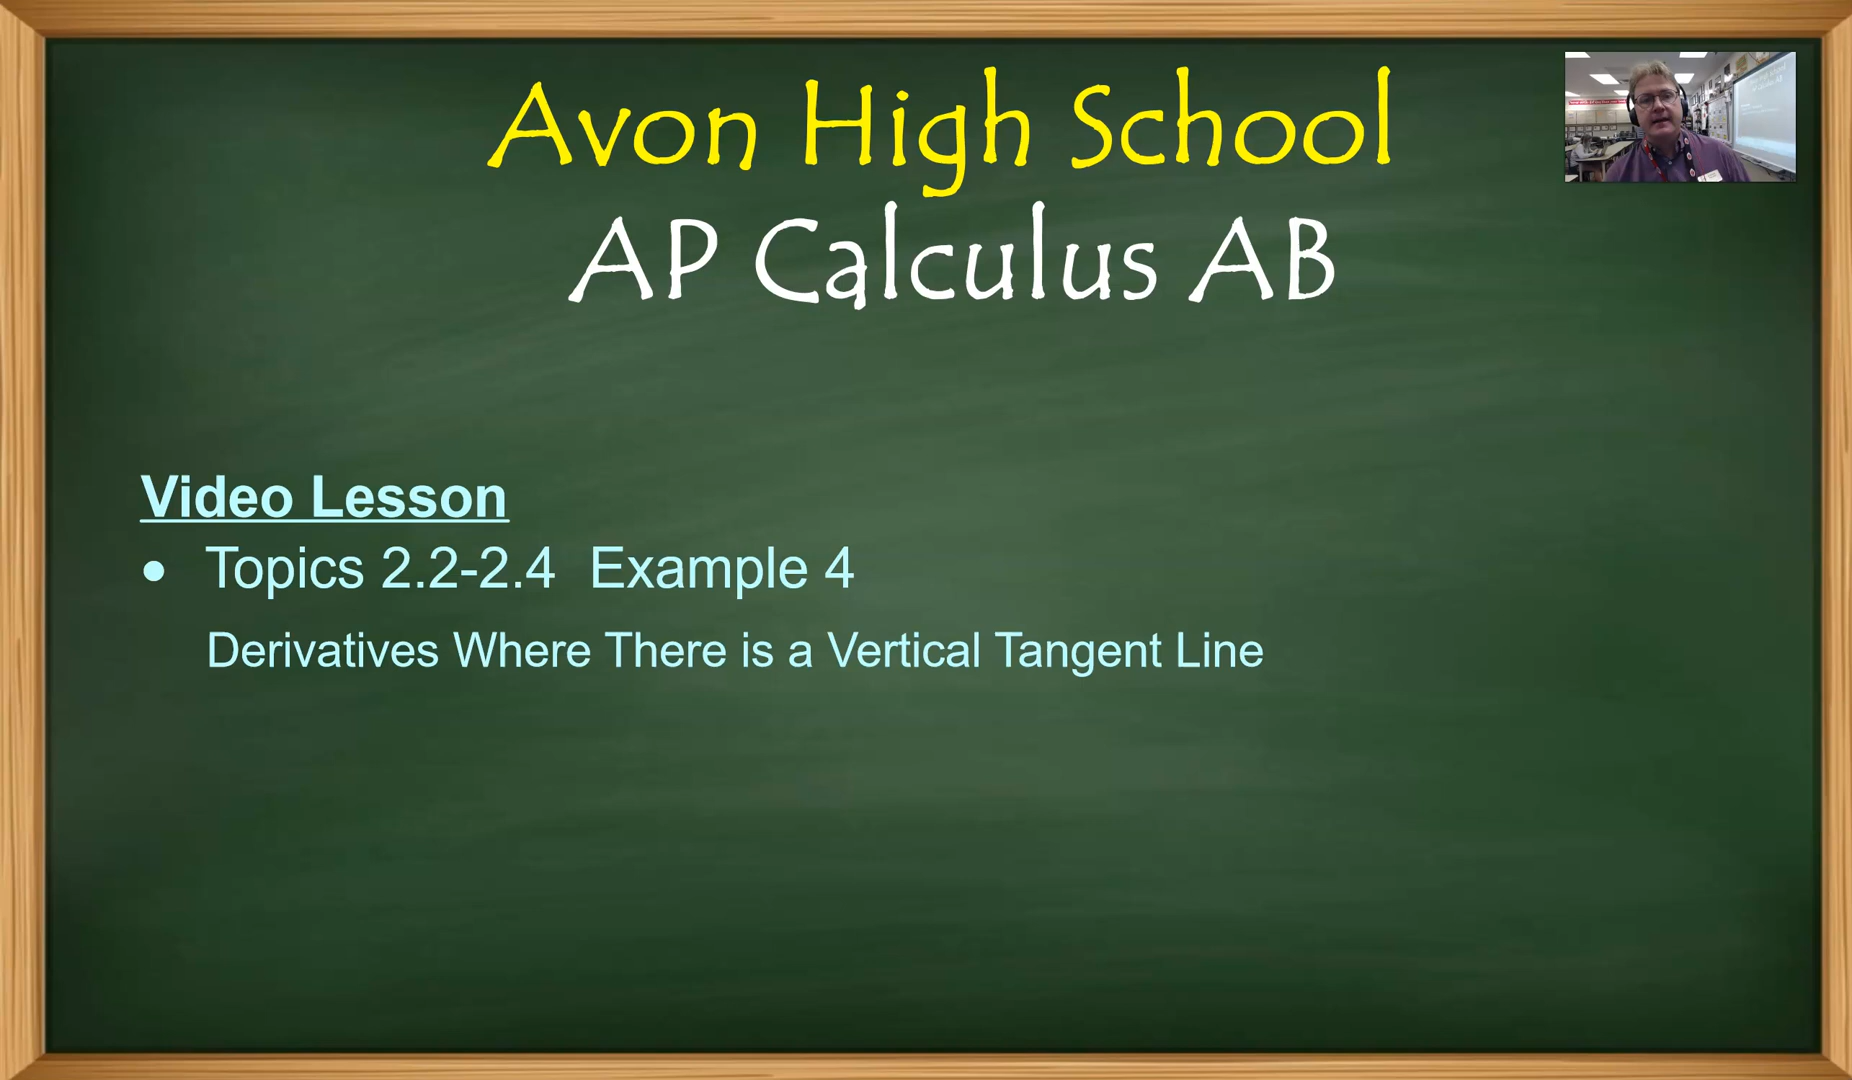 Avon High School
AP Calculus AB
Video Lesson
• Topics 2.2-2.4 Example 4
Derivatives Where There is a Vertical Tangent Line